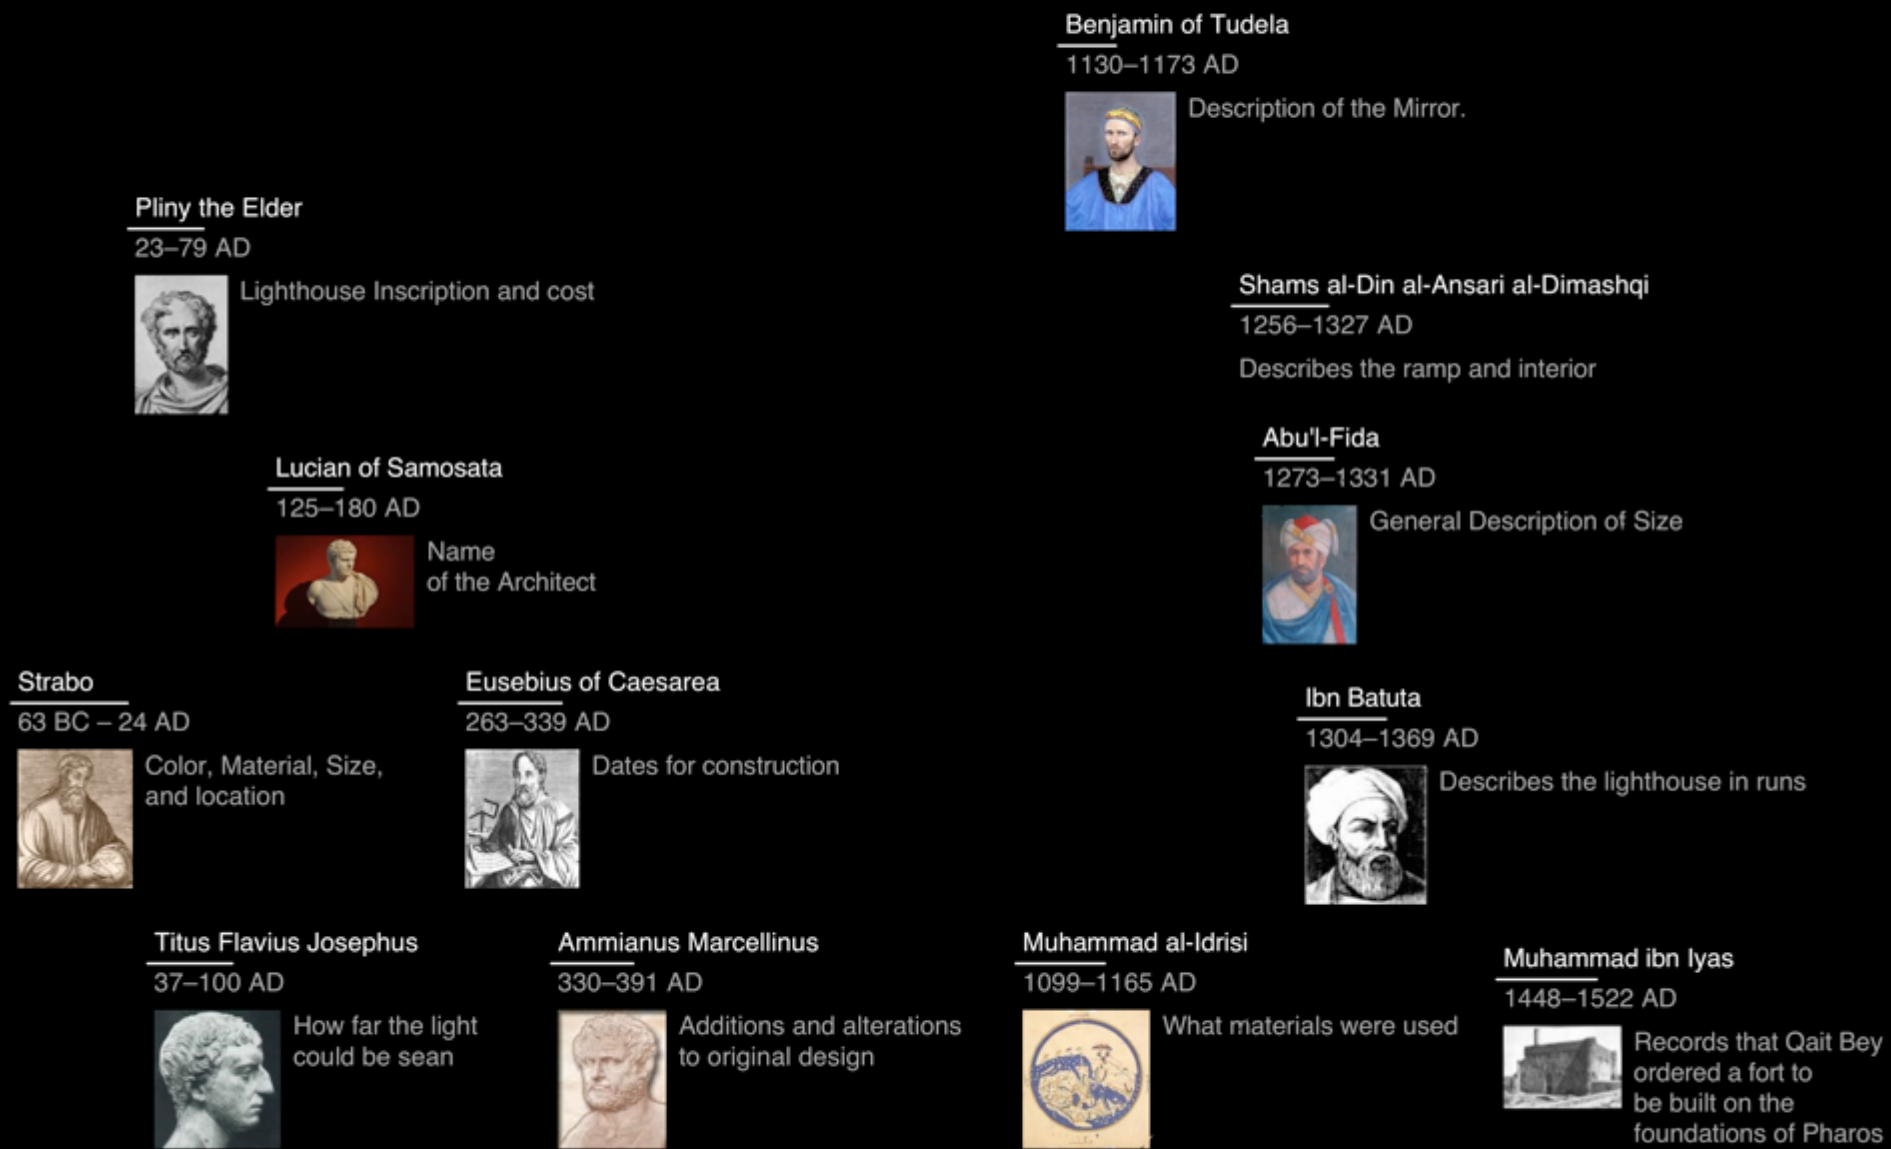 Benjamin of Tudela
1130–1173 AD
Description of the Mirror.
Pliny the Elder
23–79 AD
Lighthouse Inscription and cost
Shams al-Din al-Ansari al-Dimashqi
1256–1327 AD
Describes the ramp and interior
Abu'l-Fida
1273–1331 AD
General Description of Size
Lucian of Samosata
125–180 AD
Name
of the Architect
Strabo
63 BC – 24 AD
Color, Material, Size,
and location
Eusebius of Caesarea
263–339 AD
Dates for construction
Ibn Batuta
1304–1369 AD
Describes the lighthouse in runs
Titus Flavius Josephus
37–100 AD
How far the light
could be sean
Ammianus Marcellinus
330–391 AD
Additions and alterations
to original design
Muhammad al-Idrisi
1099–1165 AD
What materials were used
Muhammad ibn Iyas
1448–1522 AD
Records that Qait Bey
ordered a fort to
be built on the
foundations of Pharos